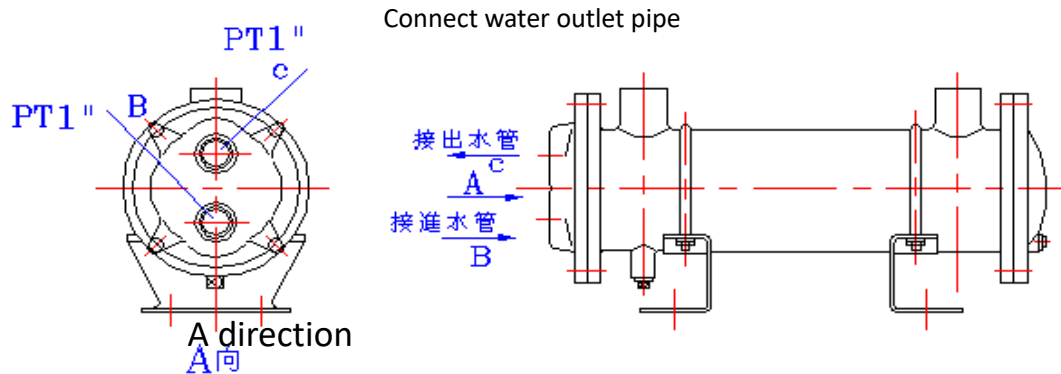 Connect water outlet pipe
PT1"
c
PT1"
B
接出水管
c
A
接進水管
B
A direction
A向